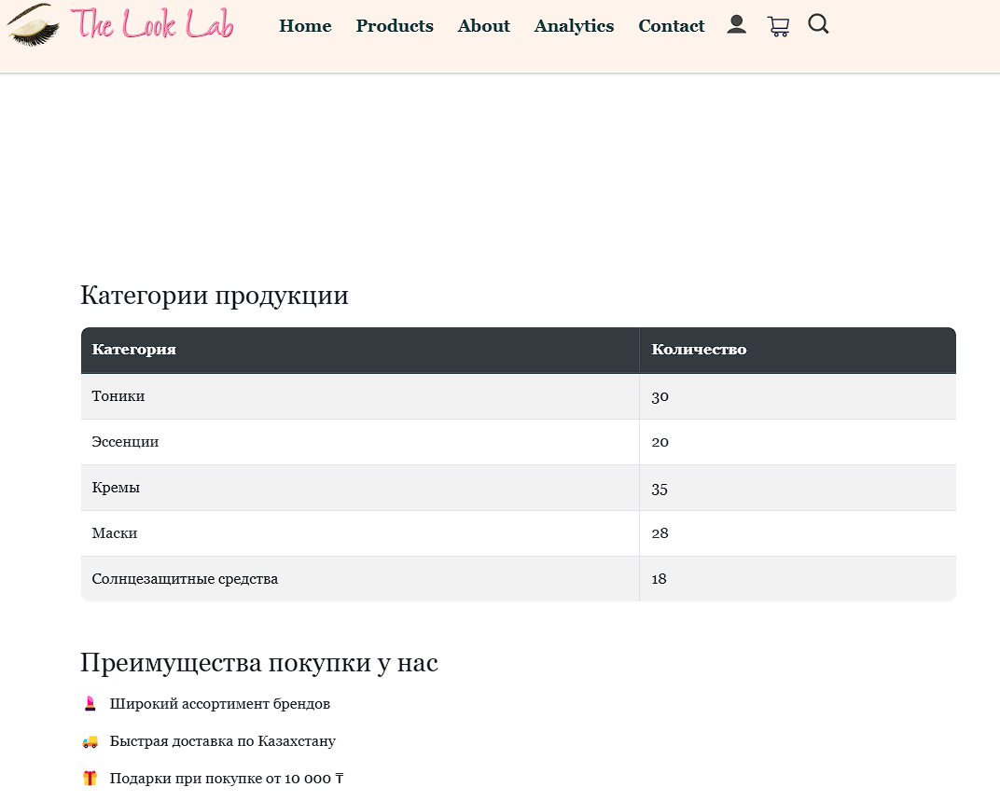 The Look Lab Home Products About Analytics Contact
Категории продукции
Категория Количество
Тоники 30
Эссенции 20
Кремы 35
Маски 28
Солнцезащитные средства 18
Преимущества покупки у нас
Широкий ассортимент брендов
Быстрая доставка по Казахстану
Подарки при покупке от 10 000 ₸